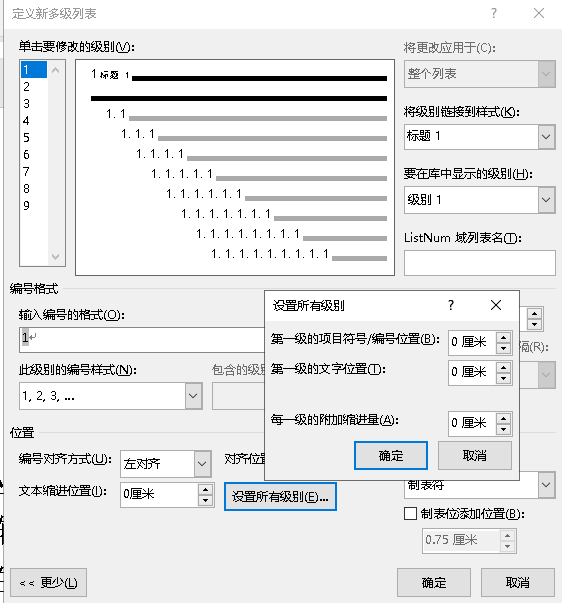 定义新多级列表 ?
单击要修改的级别(V):
1
2
3
4
5
6
7
8
9
1 标题 1
1. 1
1. 1. 1
1. 1. 1. 1
1. 1. 1. 1. 1
1. 1. 1. 1. 1. 1
1. 1. 1. 1. 1. 1. 1
1. 1. 1. 1. 1. 1. 1. 1
1. 1. 1. 1. 1. 1. 1. 1. 1
将更改应用于(C):
整个列表
将级别链接到样式(K):
标题 1
要在库中显示的级别(H):
级别 1
ListNum 域列表名(T):
编号格式
输入编号的格式(O):
1
此级别的编号样式(N):
1, 2, 3, ...
包含的级别
隔(R):
设置所有级别 ?
第一级的项目符号/编号位置(B): 0 厘米
第一级的文字位置(T): 0 厘米
每一级的附加缩进量(A): 0 厘米
确定 取消
位置
编号对齐方式(U): 左对齐 对齐位
文本缩进位置(I): 0厘米 设置所有级别(E)...
制表符
制表位添加位置(B):
0.75 厘米
<< 更少(L) 确定 取消